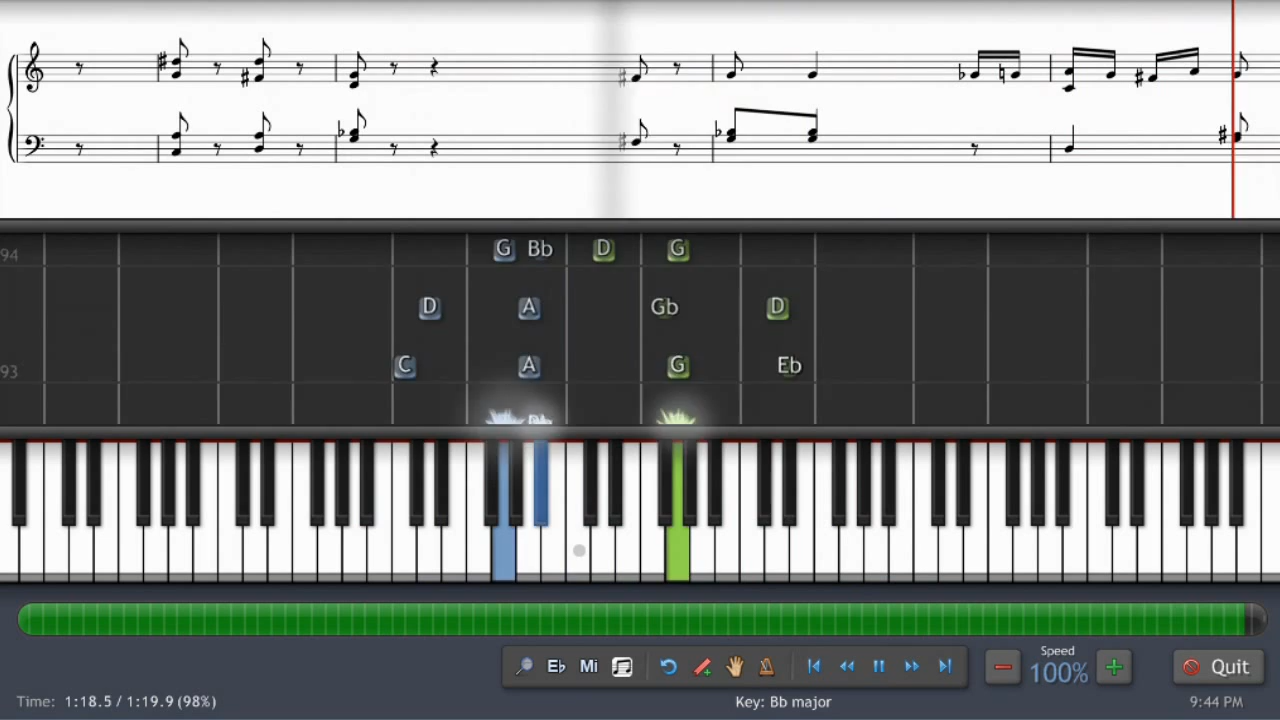 94 G Bb D G
D A Gb D
C A G Eb
93
Bb
Speed
E♭ Mi 100% Quit
Time: 1:18.5 / 1:19.9 (98%) Key: Bb major 9:44 PM